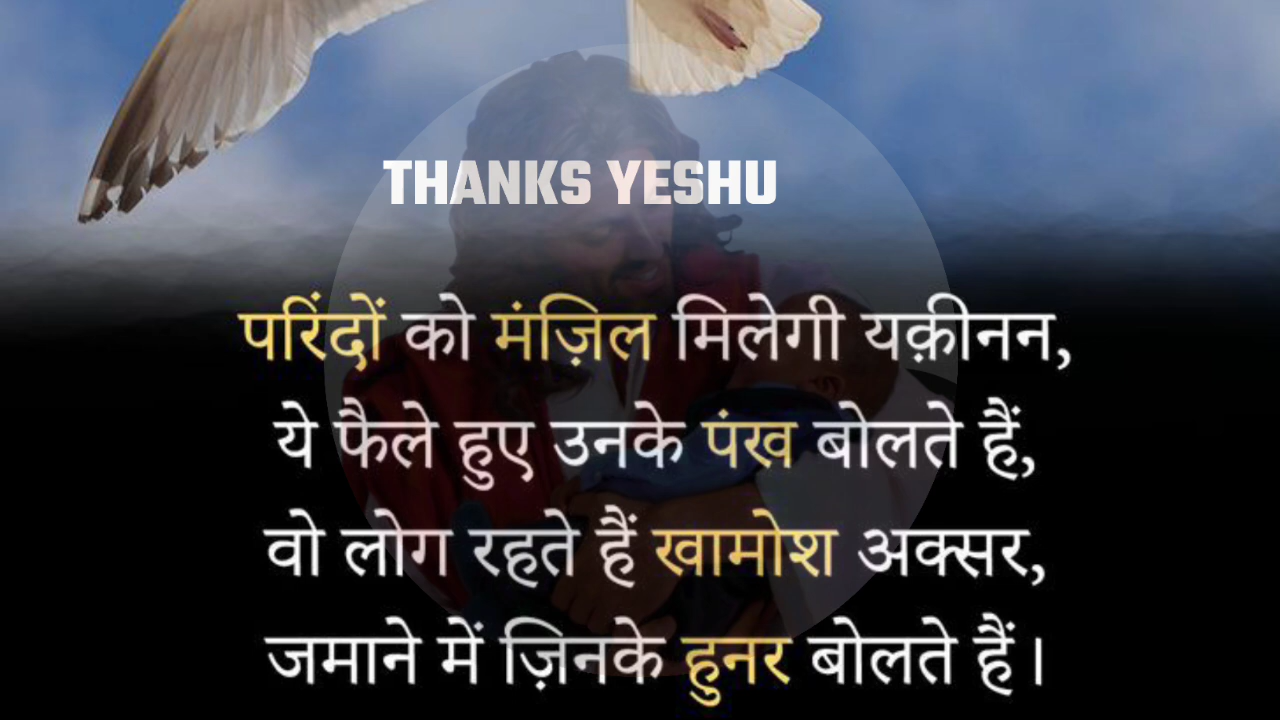 THANKS YESHU
परिंदों को मंज़िल मिलेगी यक़ीनन,
ये फैले हुए उनके पंख बोलते हैं,
वो लोग रहते हैं खामोश अक्सर,
जमाने में ज़िनके हुनर बोलते हैं।